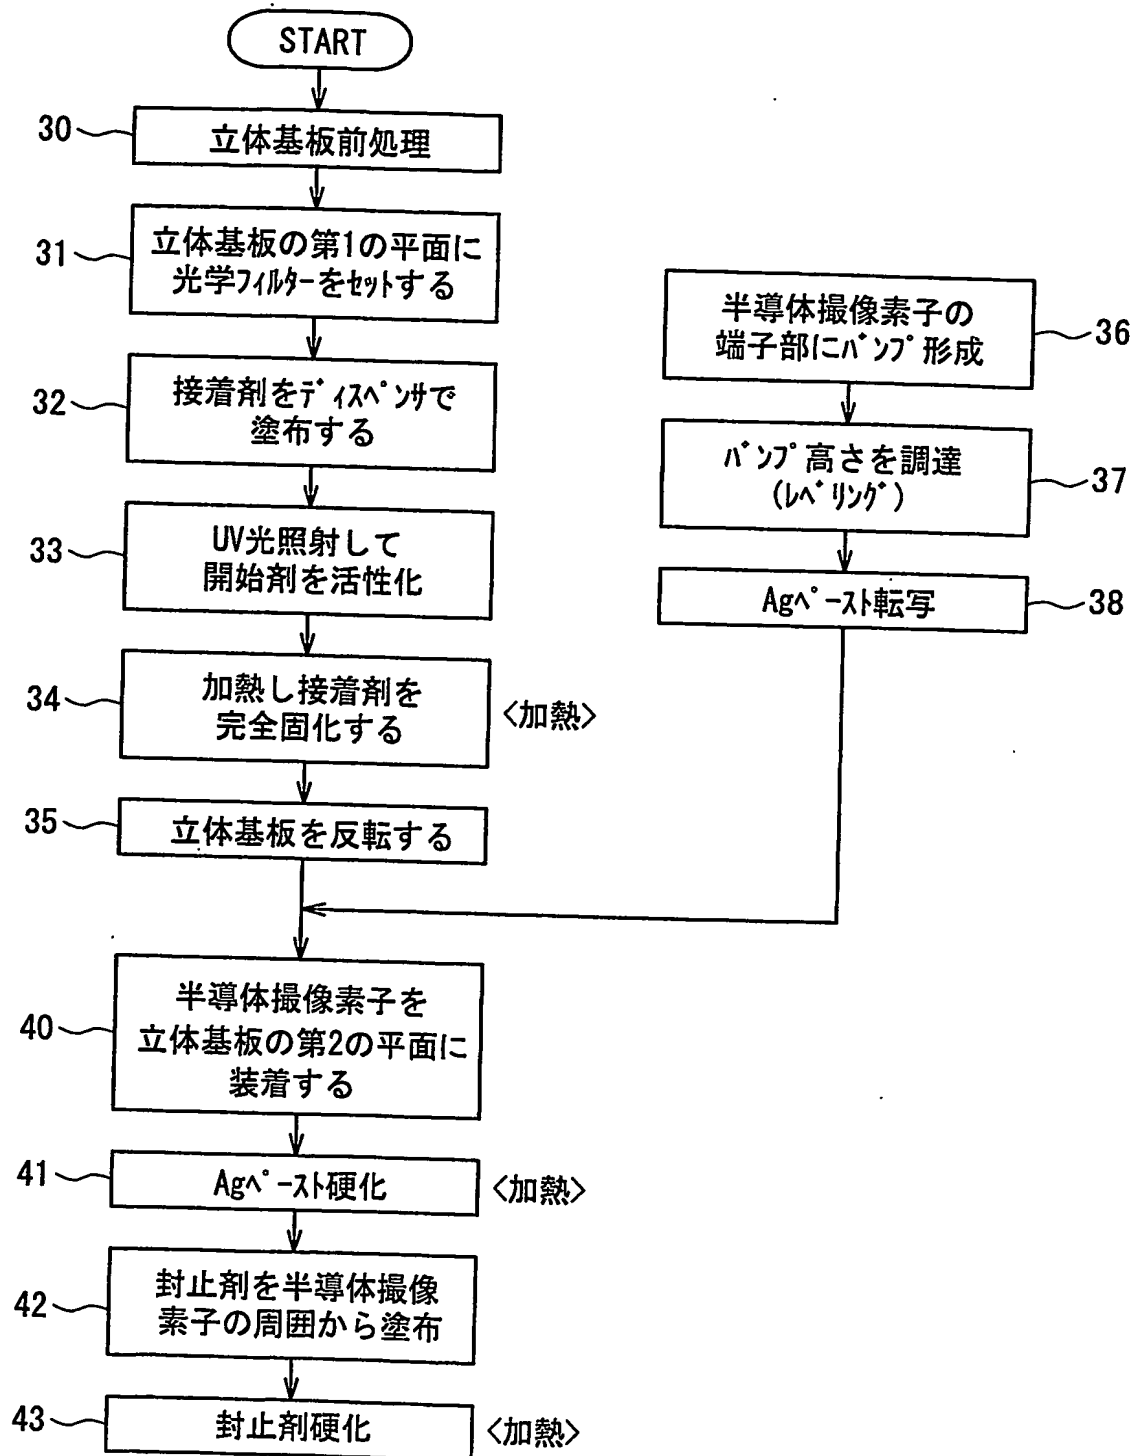 START
30
立体基板前処理
31
立体基板の第1の平面に
光学フィルターをセットする
32
接着剤をディスペンサで
塗布する
33
UV光照射して
開始剤を活性化
34
加熱し接着剤を
完全固化する
<加熱>
35
立体基板を反転する
半導体撮像素子の
端子部にバンプ形成
36
バンプ高さを調達
(レベリング)
37
Agペースト転写
38
40
半導体撮像素子を
立体基板の第2の平面に
装着する
41
Agペースト硬化
<加熱>
42
封止剤を半導体撮像
素子の周囲から塗布
43
封止剤硬化
<加熱>